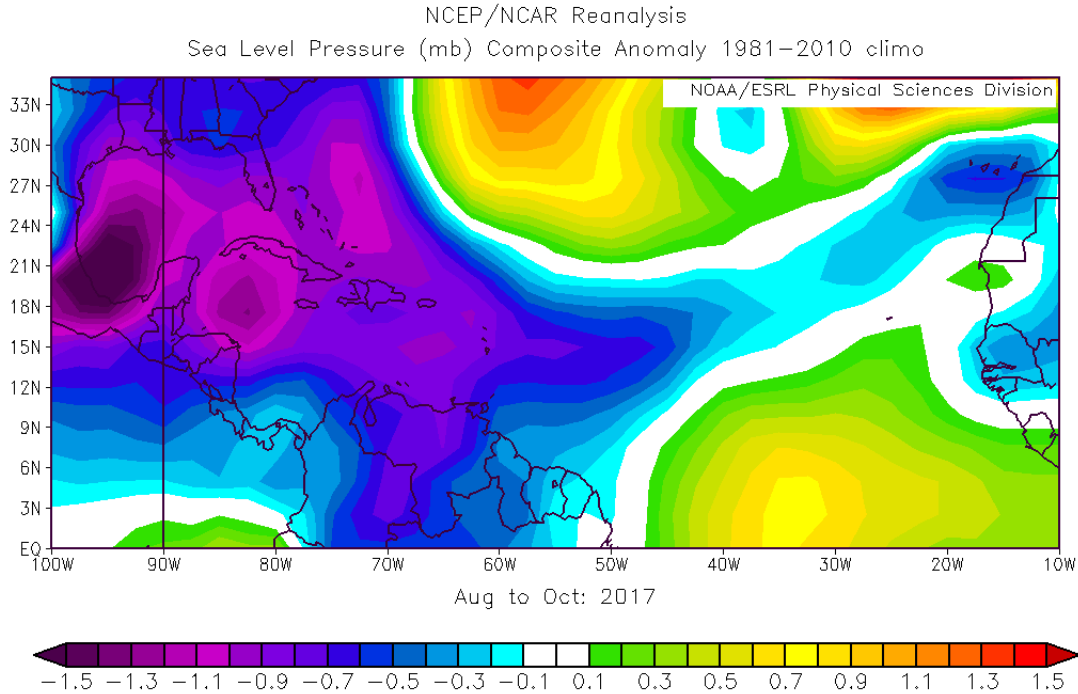 NCEP/NCAR Reanalysis
Sea Level Pressure (mb) Composite Anomaly 1981-2010 climo
NOAA/ESRL Physical Sciences Division
33N
30N
27N
24N
21N
18N
15N
12N
9N
6N
3N
EQ
100W 90W 80W 70W 60W 50W 40W 30W 20W 10W
Aug to Oct: 2017
-1.5 -1.3 -1.1 -0.9 -0.7 -0.5 -0.3 -0.1 0.1 0.3 0.5 0.7 0.9 1.1 1.3 1.5